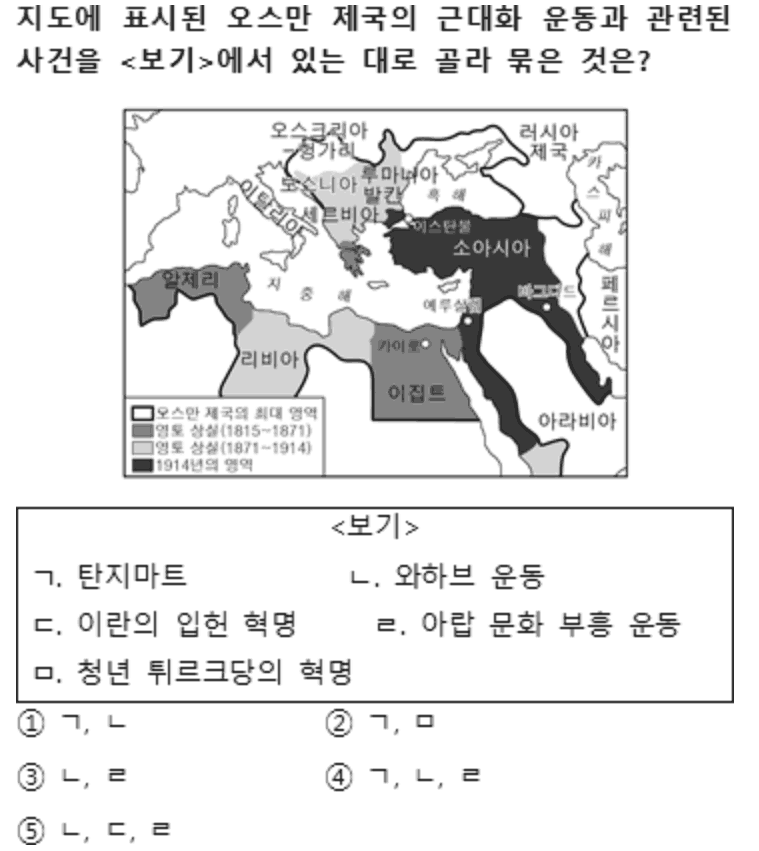 지도에 표시된 오스만 제국의 근대화 운동과 관련된
사건을 <보기>에서 있는 대로 골라 묶은 것은?
오스크리아
-헝가리
러시아
제국
카스피해
보스니아
루마니아
발칸
흑해
이탈리아
세르비아
이스탄불
소아시아
알제리
지중해
예루살렘
바그다드
페르시아
카이로
리비아
이집트
아라비아
오스만 제국의 최대 영역
영토 상실(1815~1871)
영토 상실(1871~1914)
1914년의 영역
<보기>
ㄱ. 탄지마트 ㄴ. 와하브 운동
ㄷ. 이란의 입헌 혁명 ㄹ. 아랍 문화 부흥 운동
ㅁ. 청년 튀르크당의 혁명
① ㄱ, ㄴ ② ㄱ, ㅁ
③ ㄴ, ㄹ ④ ㄱ, ㄴ, ㄹ
⑤ ㄴ, ㄷ, ㄹ